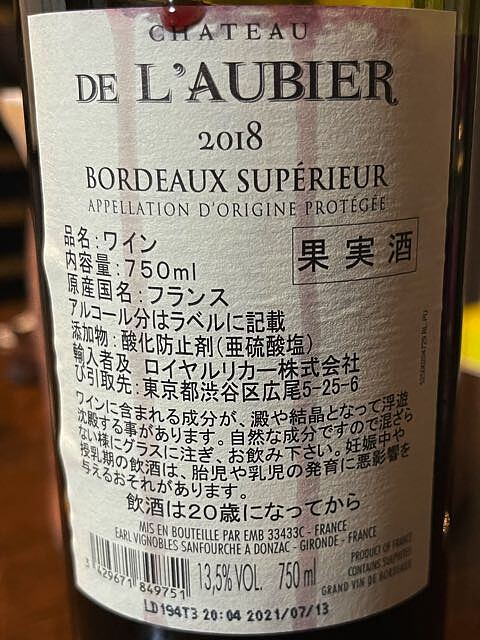 CHATEAU
DE L'AUBIER
2018
BORDEAUX SUPÉRIEUR
APPELLATION D'ORIGINE PROTÉGÉE
品名:ワイン
果実酒
内容量:750ml
原産国名:フランス
アルコール分はラベルに記載
添加物:酸化防止剤(亜硫酸塩)
輸入者及 ロイヤルリカー株式会社
び引取先:東京都渋谷区広尾5-25-6
ワインに含まれる成分が、澱や結晶となって浮遊
沈殿する事があります。自然な成分ですので混ざら
ない様にグラスに注ぎ、お飲み下さい。妊娠中や
授乳期の飲酒は、胎児や乳児の発育に悪影響を
与えるおそれがあります。
飲酒は20歳になってから
MIS EN BOUTEILLE PAR EMB 33433C - FRANCE
EARL VIGNOBLES SANFOURCHE A DONZAC - GIRONDE - FRANCE
3 429671 849751
13,5% VOL. 750 ml
PRODUCT OF FRANCE
CONTAINS SULPHITES
GRAND VIN DE BORDEAUX
LD194T3 20:04 2021/07/13